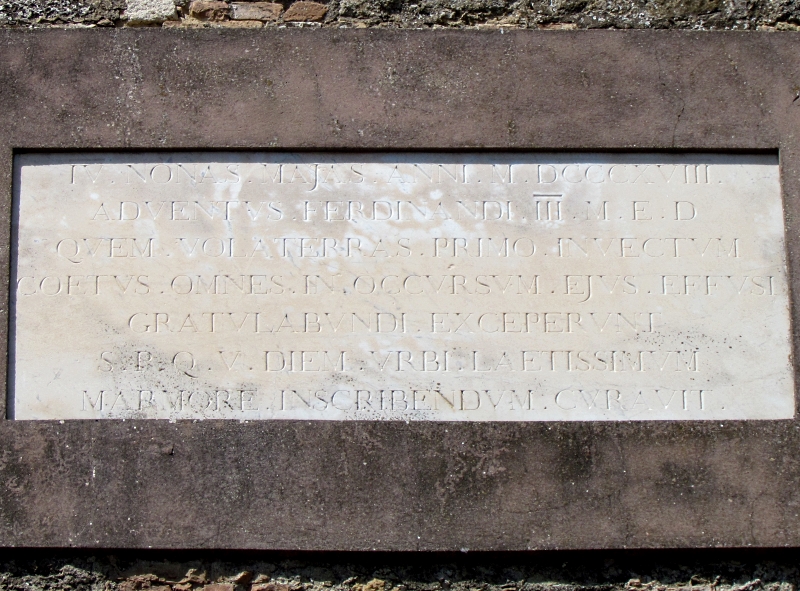 IV . NONAS . MAJAS . ANNI . M . DCCCXVIII .
ADVENTVS . FERDINANDI . III . M . E . D
QVEM . VOLATERRAS . PRIMO . INVECTVM
COETVS . OMNES . IN . OCCVRSVM . EJVS . EFFVSI
GRATVLABVNDI . EXCEPERVNT
S . P . Q . V . DIEM . VRBI . LAETISSIMVM
MARMORE . INSCRIBENDVM . CVRAVIT .